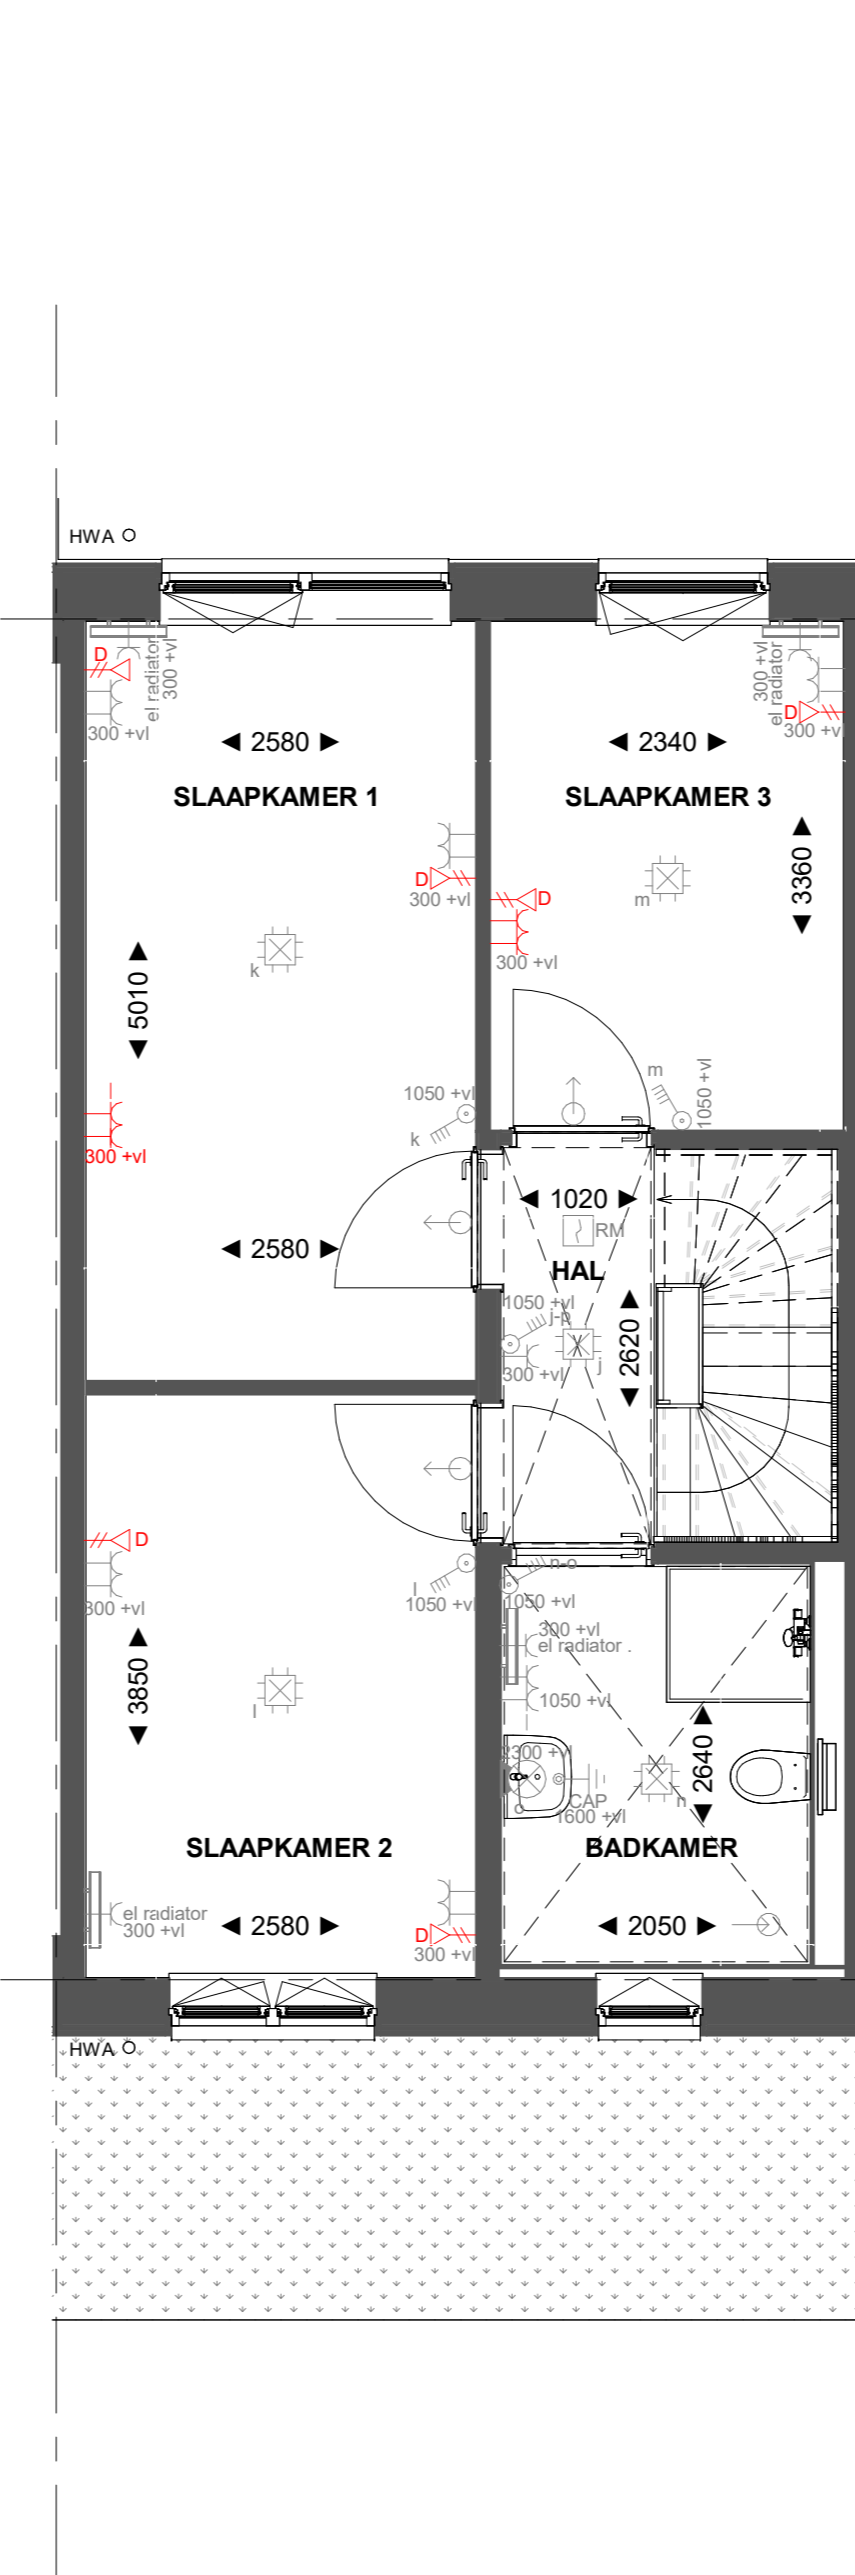 HWA
D
el radiator
300 +vl
300 +vl
300 +vl
el radiator
D
300 +vl
2580
2340
SLAAPKAMER 1
SLAAPKAMER 3
3360
D
300 +vl
m
D
300 +vl
k
5010
1050 +vl
k
m
1050 +vl
300 +vl
1020
RM
2580
HAL
1050 +vl
j-p
300 +vl
j
2620
D
300 +vl
l
1050 +vl
n-o
1050 +vl
300 +vl
el radiator .
1050 +vl
3850
l
2300 +vl
o
CAP
1600 +vl
n
2640
SLAAPKAMER 2
BADKAMER
el radiator
300 +vl
2580
D
300 +vl
2050
HWA